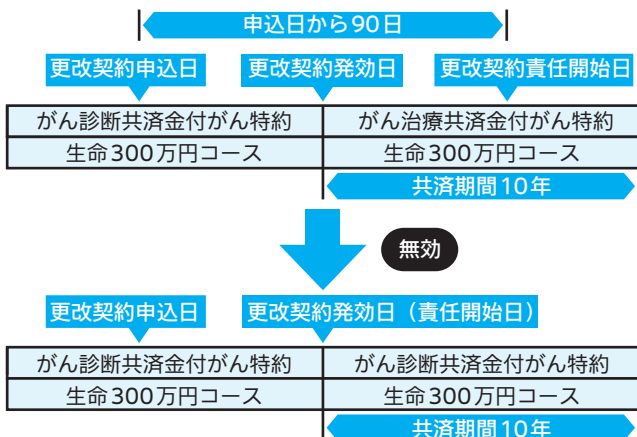 申込日から90日
更改契約申込日 更改契約発効日 更改契約責任開始日
がん診断共済金付がん特約 がん治療共済金付がん特約
生命300万円コース 生命300万円コース
共済期間10年
無効
更改契約申込日 更改契約発効日（責任開始日）
がん診断共済金付がん特約 がん診断共済金付がん特約
生命300万円コース 生命300万円コース
共済期間10年